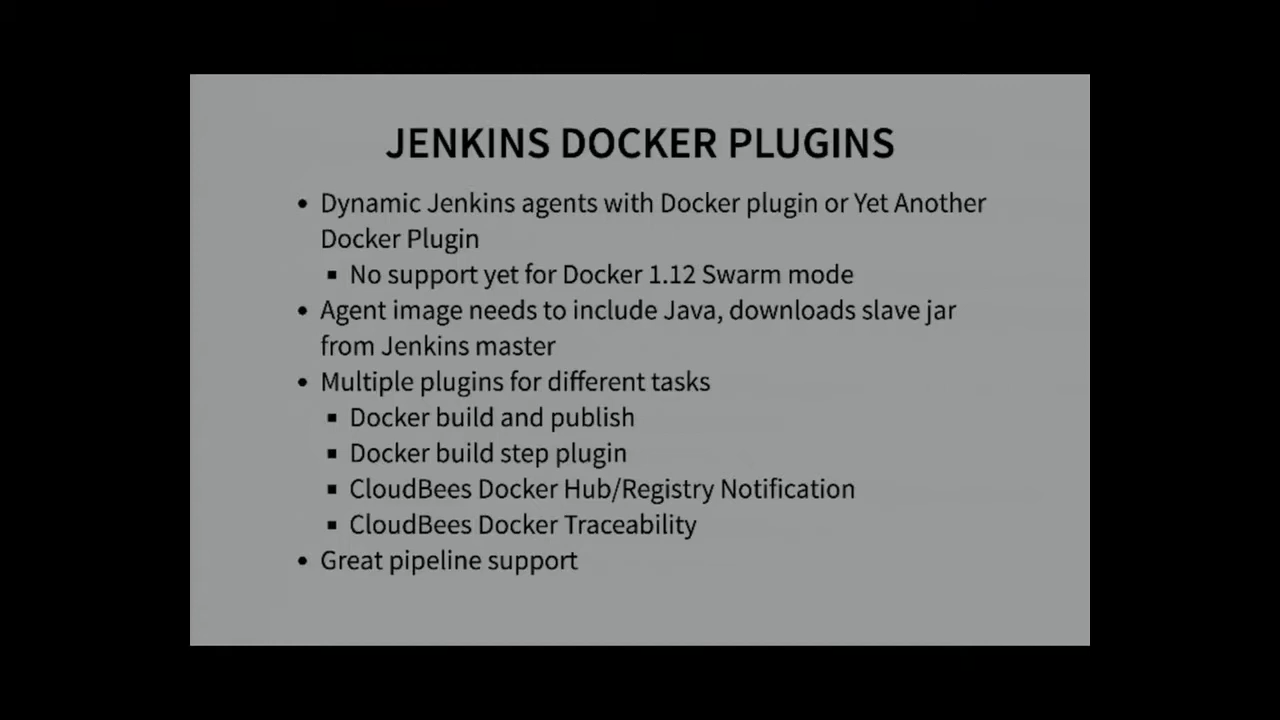 JENKINS DOCKER PLUGINS
• Dynamic Jenkins agents with Docker plugin or Yet Another
Docker Plugin
▪ No support yet for Docker 1.12 Swarm mode
• Agent image needs to include Java, downloads slave jar
from Jenkins master
• Multiple plugins for different tasks
▪ Docker build and publish
▪ Docker build step plugin
▪ CloudBees Docker Hub/Registry Notification
▪ CloudBees Docker Traceability
• Great pipeline support